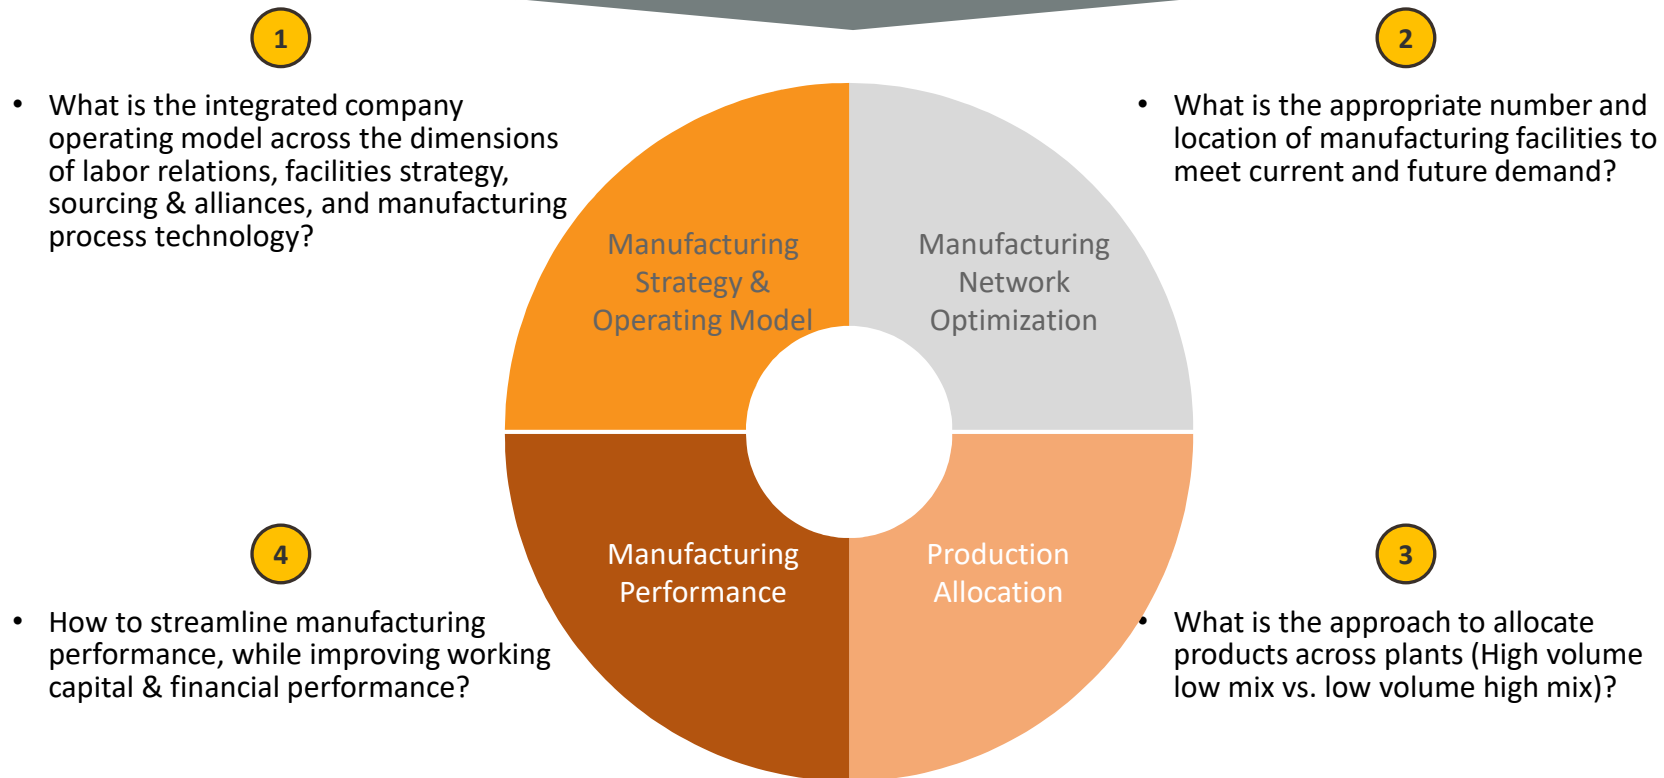 1
• What is the integrated company
operating model across the dimensions
of labor relations, facilities strategy,
sourcing & alliances, and manufacturing
process technology?
2
• What is the appropriate number and
location of manufacturing facilities to
meet current and future demand?
Manufacturing
Strategy &
Operating Model
Manufacturing
Network
Optimization
4
• How to streamline manufacturing
performance, while improving working
capital & financial performance?
Manufacturing
Performance
Production
Allocation
3
• What is the approach to allocate
products across plants (High volume
low mix vs. low volume high mix)?